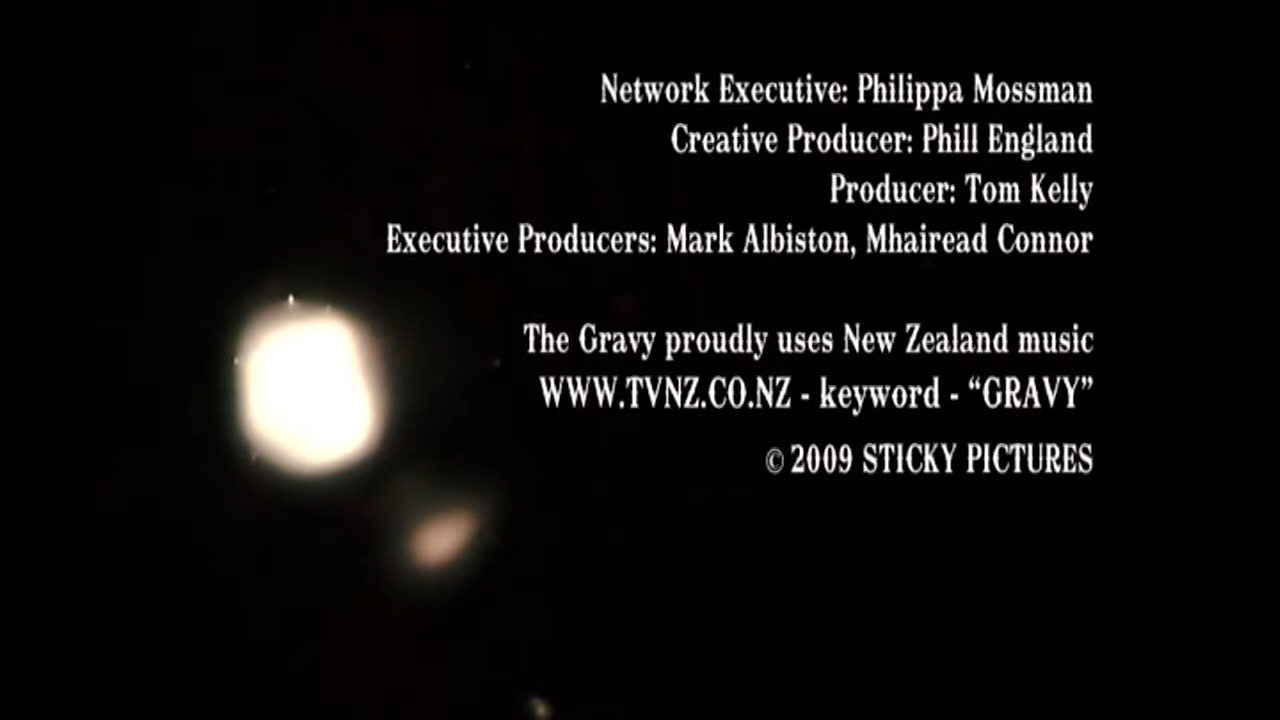 Network Executive: Philippa Mossman
Creative Producer: Phill England
Producer: Tom Kelly
Executive Producers: Mark Albiston, Mhairead Connor
The Gravy proudly uses New Zealand music
WWW.TVNZ.CO.NZ - keyword - “GRAVY”
© 2009 STICKY PICTURES